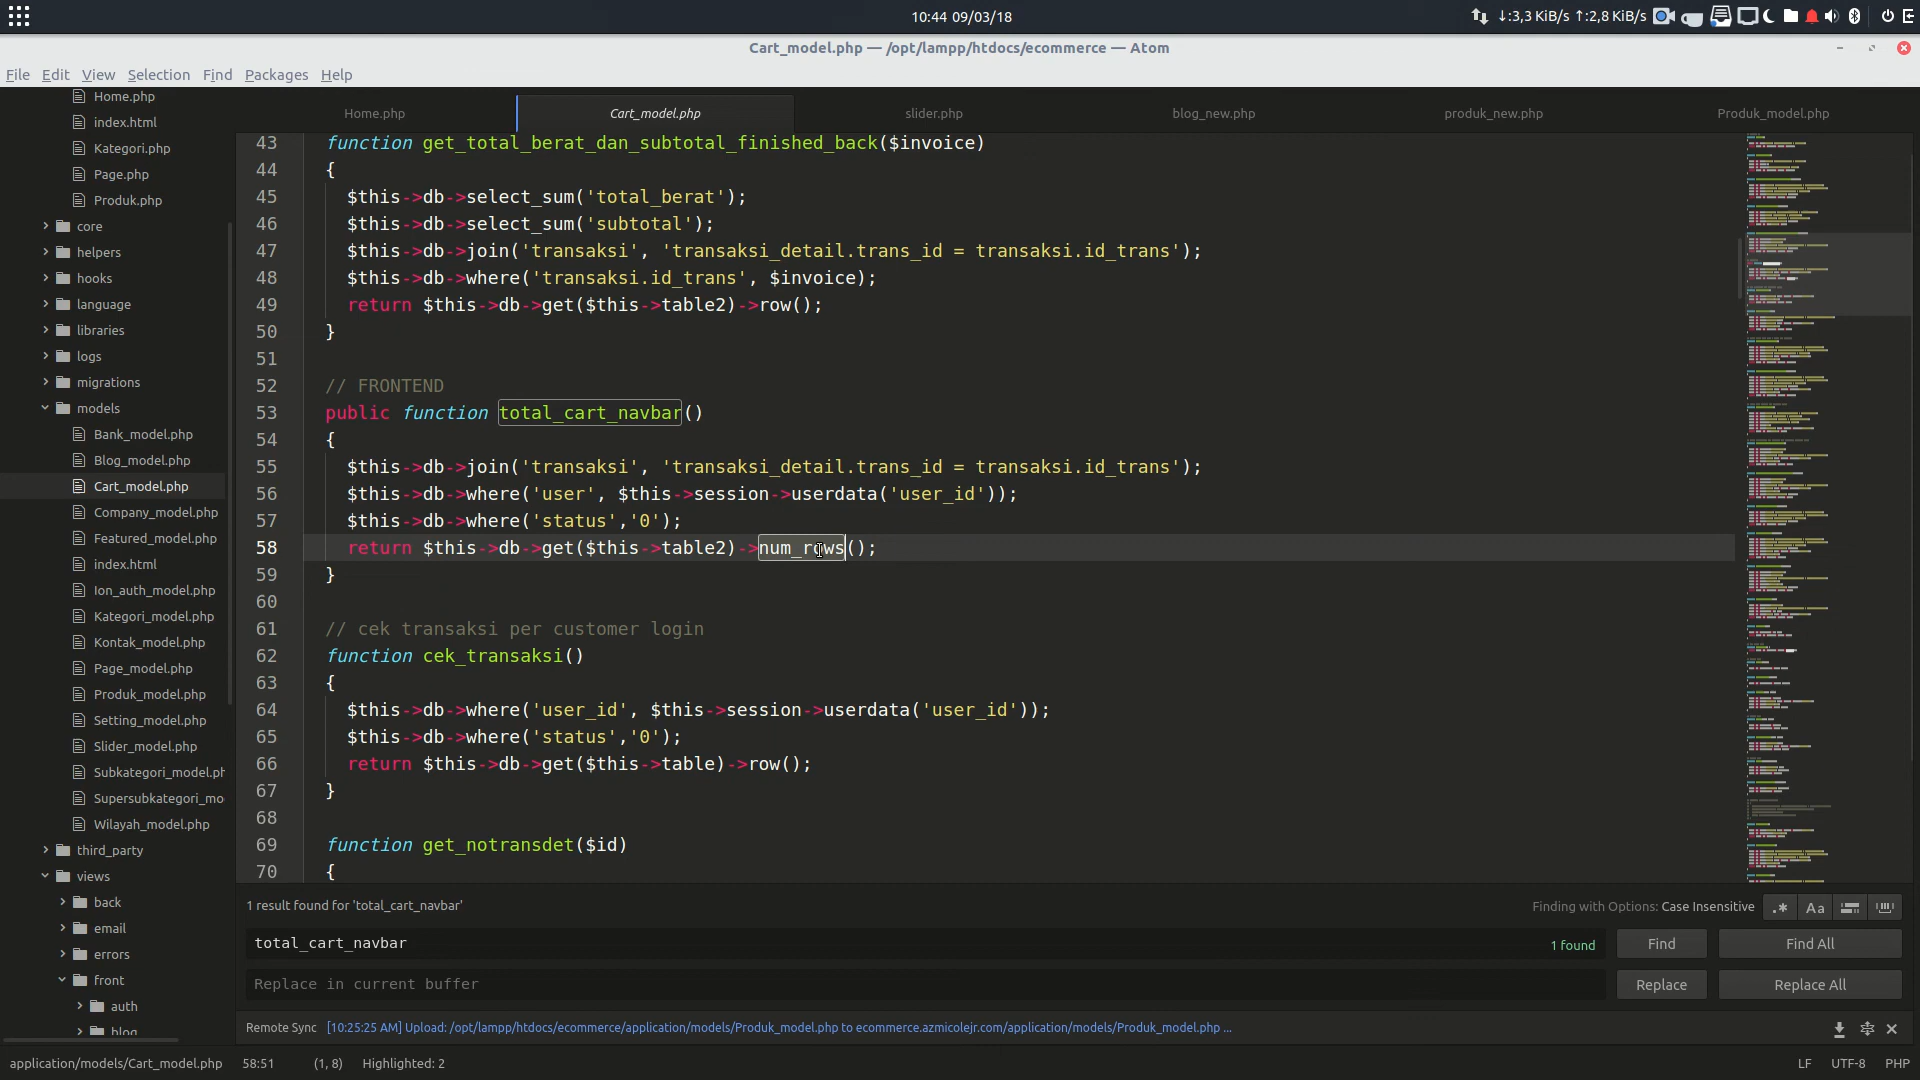 10:44 09/03/18
↓:3,3 KiB/s ↑:2,8 KiB/s
Cart_model.php — /opt/lampp/htdocs/ecommerce — Atom
File Edit View Selection Find Packages Help
Home.php
index.html
Kategori.php
Page.php
Produk.php
core
helpers
hooks
language
libraries
logs
migrations
models
Bank_model.php
Blog_model.php
Cart_model.php
Company_model.php
Featured_model.php
index.html
Ion_auth_model.php
Kategori_model.php
Kontak_model.php
Page_model.php
Produk_model.php
Setting_model.php
Slider_model.php
Subkategori_model.ph
Supersubkategori_mo
Wilayah_model.php
third_party
views
back
email
errors
front
auth
blog
Home.php Cart_model.php slider.php blog_new.php produk_new.php Produk_model.php
43 function get_total_berat_dan_subtotal_finished_back($invoice)
44 {
45 $this->db->select_sum('total_berat');
46 $this->db->select_sum('subtotal');
47 $this->db->join('transaksi', 'transaksi_detail.trans_id = transaksi.id_trans');
48 $this->db->where('transaksi.id_trans', $invoice);
49 return $this->db->get($this->table2)->row();
50 }
51
52 // FRONTEND
53 public function total_cart_navbar()
54 {
55 $this->db->join('transaksi', 'transaksi_detail.trans_id = transaksi.id_trans');
56 $this->db->where('user', $this->session->userdata('user_id'));
57 $this->db->where('status','0');
58 return $this->db->get($this->table2)->num_rows();
59 }
60
61 // cek transaksi per customer login
62 function cek_transaksi()
63 {
64 $this->db->where('user_id', $this->session->userdata('user_id'));
65 $this->db->where('status','0');
66 return $this->db->get($this->table)->row();
67 }
68
69 function get_notransdet($id)
70 {
1 result found for 'total_cart_navbar' Finding with Options: Case Insensitive .* Aa
total_cart_navbar 1 found Find Find All
Replace in current buffer Replace Replace All
Remote Sync [10:25:25 AM] Upload: /opt/lampp/htdocs/ecommerce/application/models/Produk_model.php to ecommerce.azmicolejr.com/application/models/Produk_model.php ...
application/models/Cart_model.php 58:51 (1, 8) Highlighted: 2 LF UTF-8 PHP